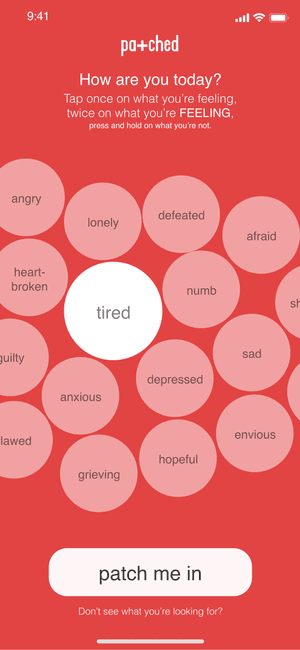 9:41
pa+ched
How are you today?
Tap once on what you're feeling,
twice on what you're FEELING,
press and hold on what you're not.
angry
lonely
defeated
afraid
heart-
broken
numb
sh
tired
guilty
sad
depressed
anxious
lawed
envious
hopeful
grieving
patch me in
Don't see what you're looking for?